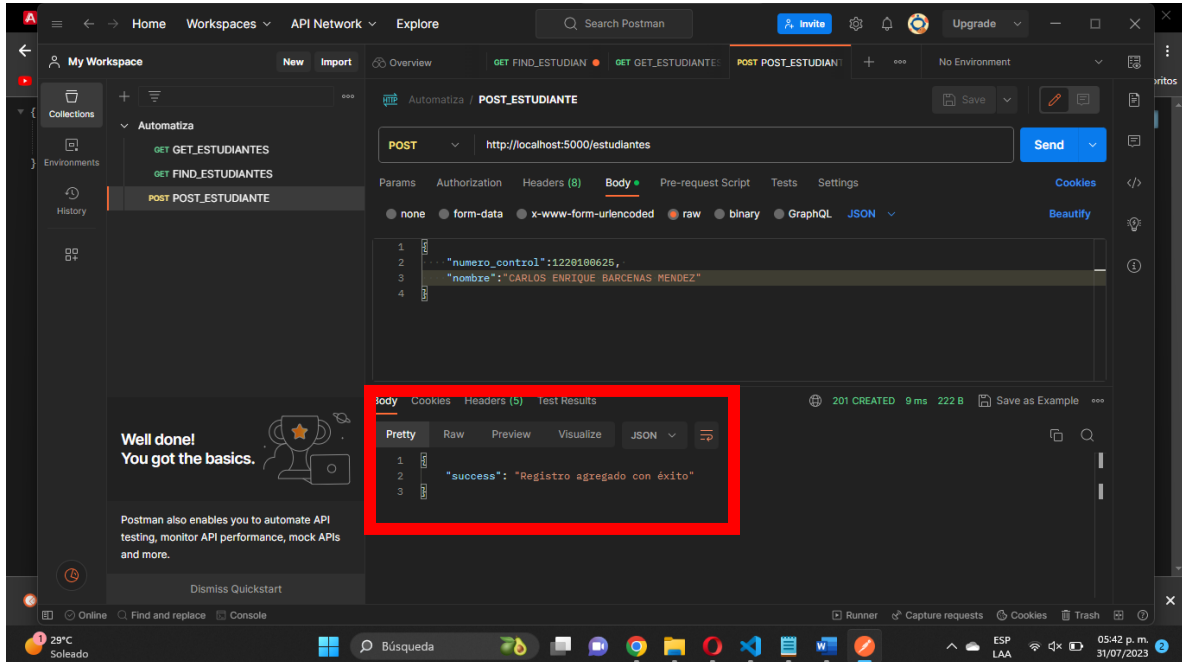 Home Workspaces API Network Explore Search Postman Invite Upgrade
My Workspace New Import Overview GET FIND_ESTUDIAN GET GET_ESTUDIANTES POST POST_ESTUDIANT No Environment
Collections
Environments
History
Automatiza
GET GET_ESTUDIANTES
GET FIND_ESTUDIANTES
POST POST_ESTUDIANTE
HTTP Automatiza / POST_ESTUDIANTE Save
POST http://localhost:5000/estudiantes Send
Params Authorization Headers (8) Body Pre-request Script Tests Settings Cookies
none form-data x-www-form-urlencoded raw binary GraphQL JSON Beautify
1 {
2 "numero_control":1220100625,
3 "nombre":"CARLOS ENRIQUE BARCENAS MENDEZ"
4 }
Body Cookies Headers (5) Test Results 201 CREATED 9 ms 222 B Save as Example
Pretty Raw Preview Visualize JSON
1 {
2 "success": "Registro agregado con éxito"
3 }
Well done!
You got the basics.
Postman also enables you to automate API
testing, monitor API performance, mock APIs
and more.
Dismiss Quickstart
Online Find and replace Console Runner Capture requests Cookies Trash
1 29°C
Soleado
Búsqueda
ESP
LAA
05:42 p. m.
31/07/2023
2